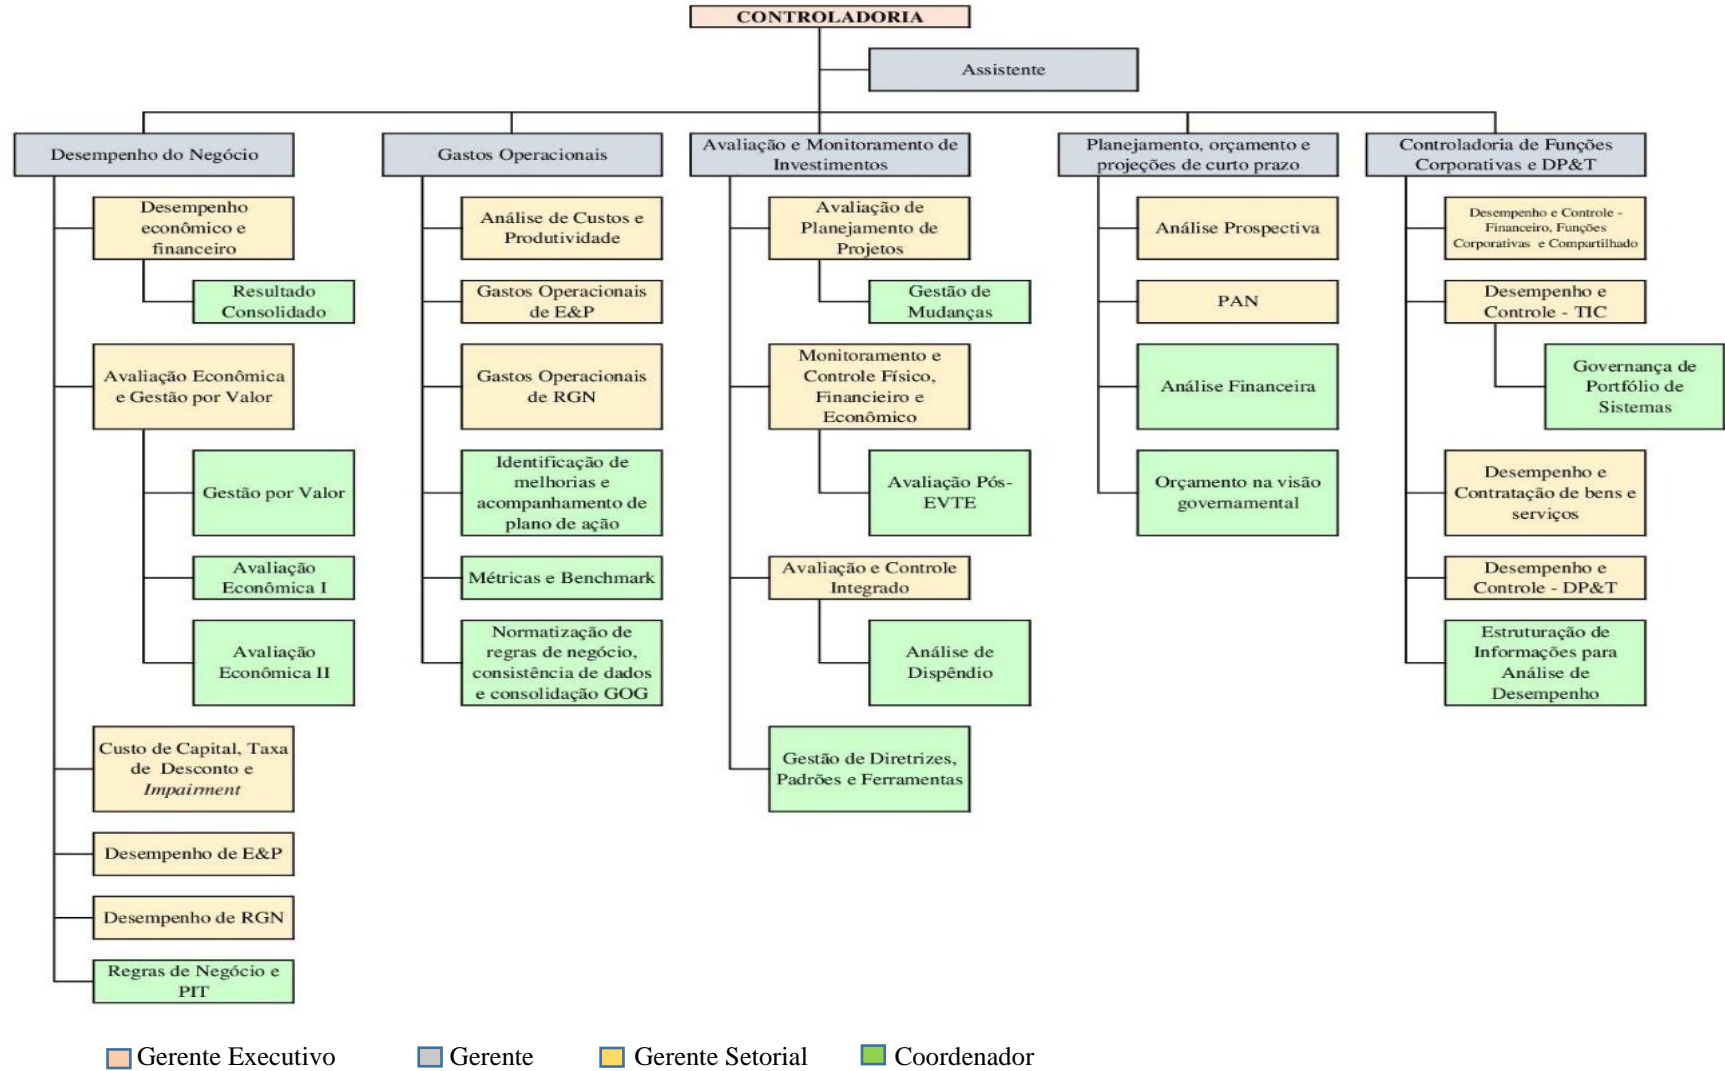 CONTROLADORIA
Assistente
Desempenho do Negócio
Desempenho
econômico e
financeiro
Resultado
Consolidado
Avaliação Econômica
e Gestão por Valor
Gestão por Valor
Avaliação
Econômica I
Avaliação
Econômica II
Custo de Capital, Taxa
de Desconto e
Impairment
Desempenho de E&P
Desempenho de RGN
Regras de Negócio e
PIT
Gastos Operacionais
Análise de Custos e
Produtividade
Gastos Operacionais
de E&P
Gastos Operacionais
de RGN
Identificação de
melhorias e
acompanhamento de
plano de ação
Métricas e Benchmark
Normatização de
regras de negócio,
consistência de dados
e consolidação GOG
Avaliação e Monitoramento de
Investimentos
Avaliação de
Planejamento de
Projetos
Gestão de
Mudanças
Monitoramento e
Controle Físico,
Financieiro e
Econômico
Avaliação Pós-
EVTE
Avaliação e Controle
Integrado
Análise de
Dispêndio
Gestão de Diretrizes,
Padrões e Ferramentas
Planejamento, orçamento e
projeções de curto prazo
Análise Prospectiva
PAN
Análise Financeira
Orçamento na visão
governamental
Controladoria de Funções
Corporativas e DP&T
Desempenho e Controle -
Financeiro, Funções
Corporativas e Compartilhado
Desempenho e
Controle - TIC
Governança de
Portfólio de
Sistemas
Desempenho e
Contratação de bens e
serviços
Desempenho e
Controle - DP&T
Estruturação de
Informações para
Análise de
Desempenho
Gerente Executivo
Gerente
Gerente Setorial
Coordenador